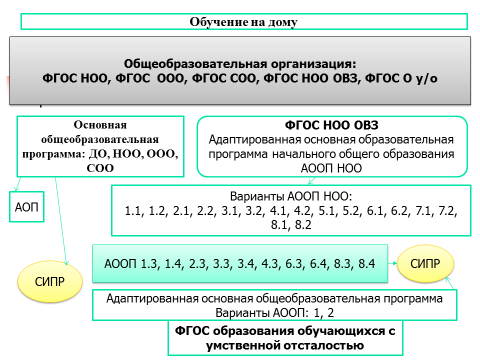 Обучение на дому
Общеобразовательная организация:
ФГОС НОО, ФГОС ООО, ФГОС СОО, ФГОС НОО ОВЗ, ФГОС О у/о
Основная
общеобразовательная
программа: ДО, НОО, ООО,
СОО
ФГОС НОО ОВЗ
Адаптированная основная образовательная
программа начального общего образования
АООП НОО
АОП
Варианты АООП НОО:
1.1, 1.2, 2.1, 2.2, 3.1, 3.2, 4.1, 4.2, 5.1, 5.2, 6.1, 6.2, 7.1, 7.2,
8.1, 8.2
СИПР
АООП 1.3, 1.4, 2.3, 3.3, 3.4, 4.3, 6.3, 6.4, 8.3, 8.4
СИПР
Адаптированная основная общеобразовательная программа
Варианты АООП: 1, 2
ФГОС образования обучающихся с
умственной отсталостью